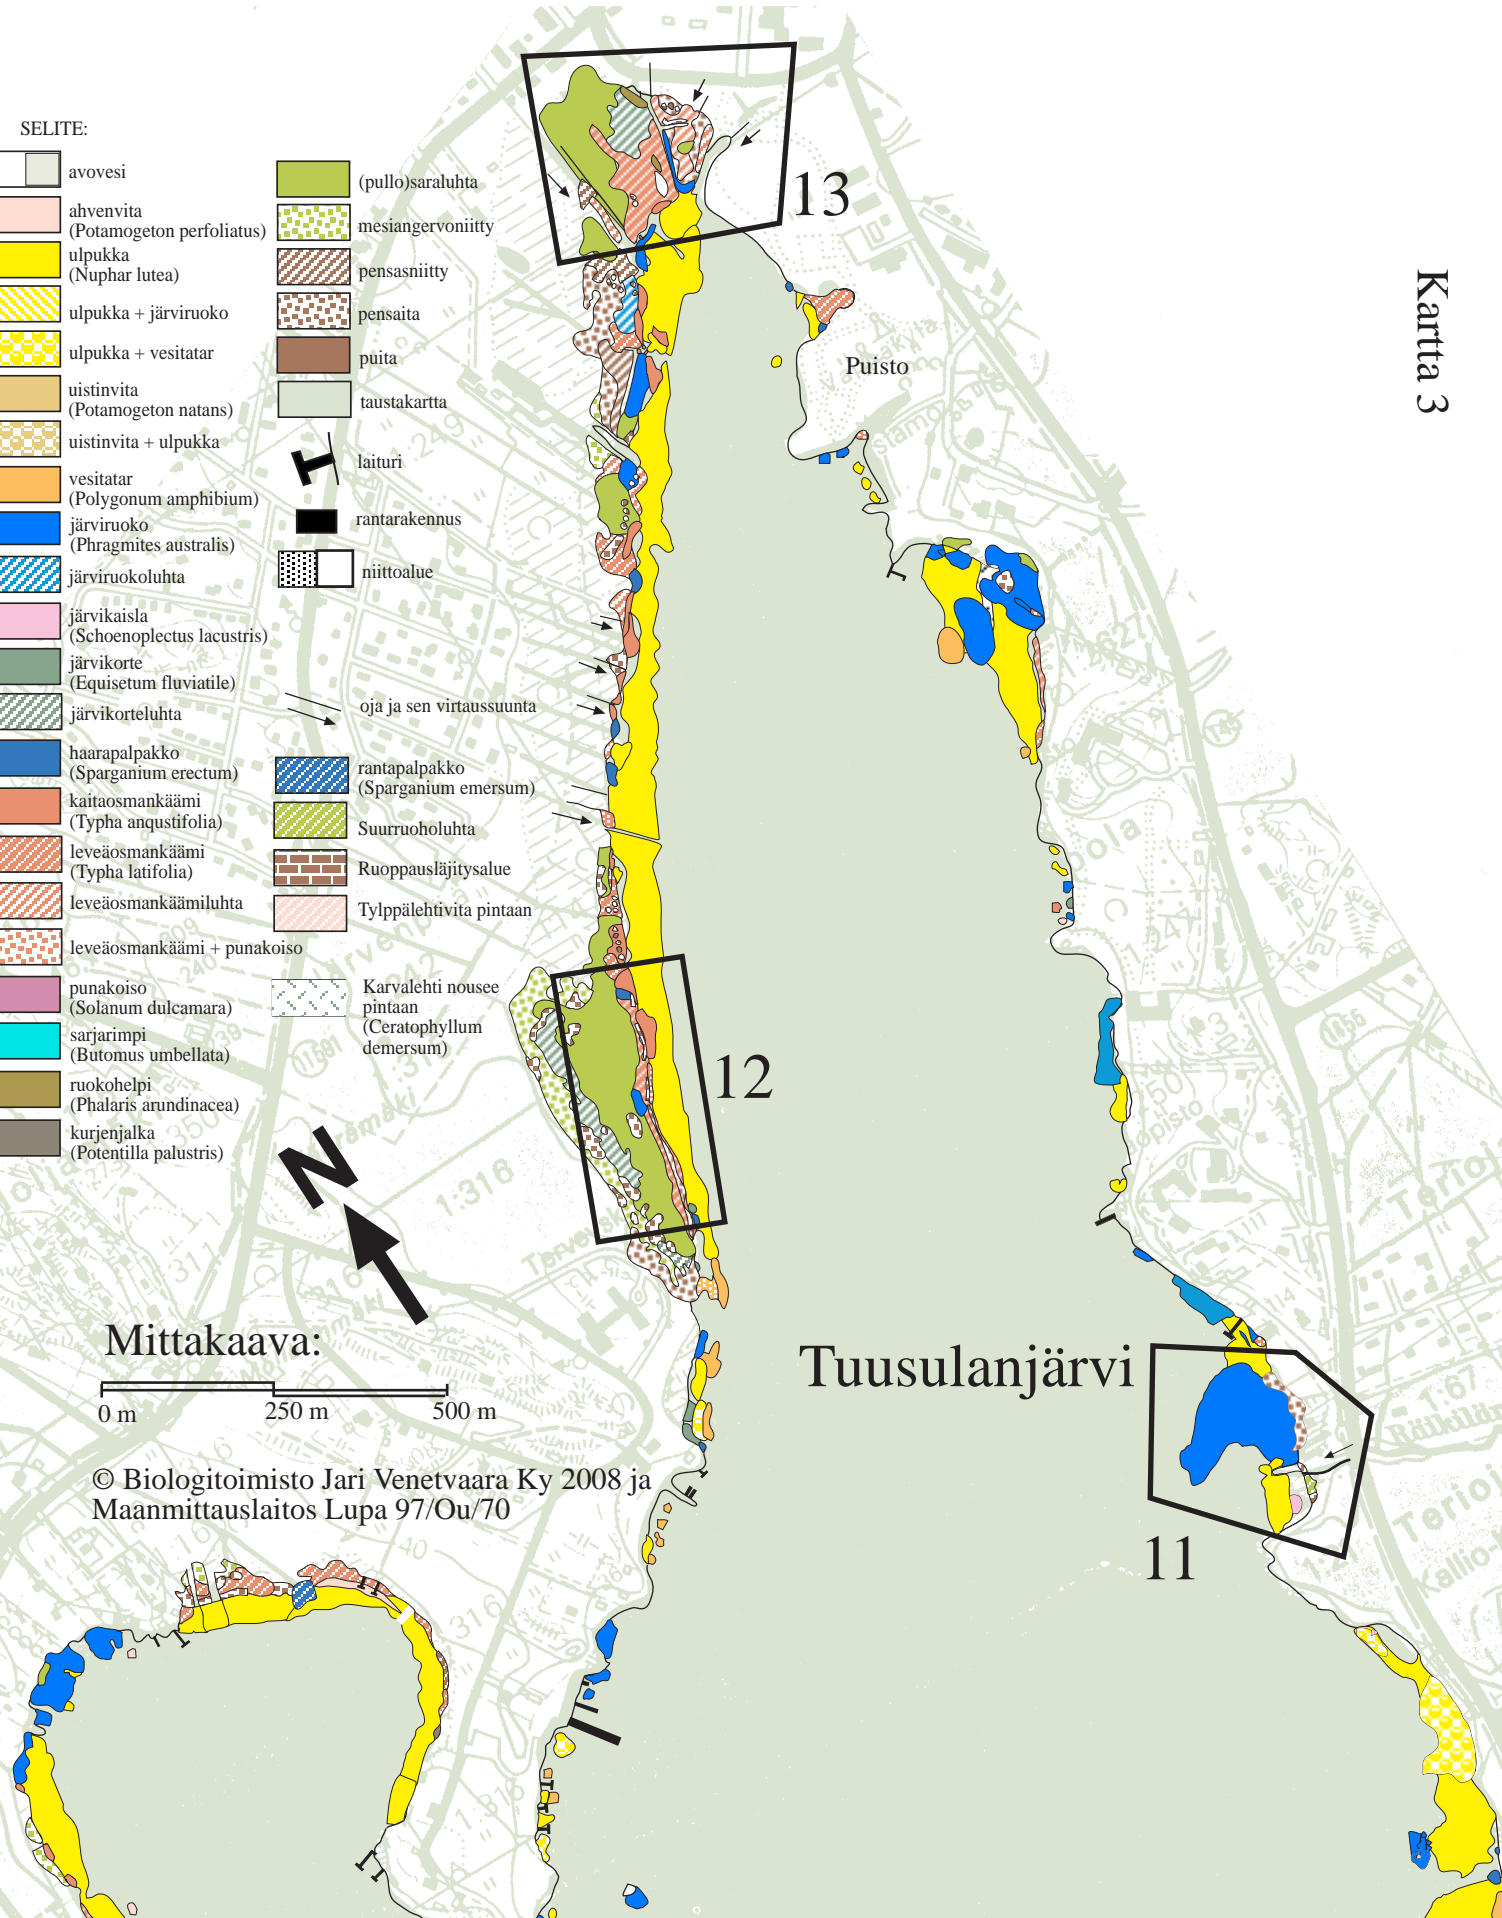 SELITE:
avovesi
ahvenvita
(Potamogeton perfoliatus)
ulpukka
(Nuphar lutea)
ulpukka + järviruoko
ulpukka + vesitatar
uistinvita
(Potamogeton natans)
uistinvita + ulpukka
vesitatar
(Polygonum amphibium)
järviruoko
(Phragmites australis)
järviruokoluhta
järvikaisla
(Schoenoplectus lacustris)
järvikorte
(Equisetum fluviatile)
järvikorteluhta
haarapalpakko
(Sparganium erectum)
kaitaosmankäämi
(Typha anqustifolia)
leveäosmankäämi
(Typha latifolia)
leveäosmankäämiluhta
leveäosmankäämi + punakoiso
punakoiso
(Solanum dulcamara)
sarjarimpi
(Butomus umbellata)
ruokohelpi
(Phalaris arundinacea)
kurjenjalka
(Potentilla palustris)
(pullo)saraluhta
mesiangervoniitty
pensasniitty
pensaita
puita
taustakartta
laituri
rantarakennus
niittoalue
oja ja sen virtaussuunta
rantapalpakko
(Sparganium emersum)
Suurruoholuhta
Ruoppausläjitysalue
Tylppälehtivita pintaan
Karvalehti nousee
pintaan
(Ceratophyllum
demersum)
13
Puisto
Kartta 3
12
N
1:316
Mittakaava:
0 m
250 m
500 m
Tuusulanjärvi
11
© Biologitoimisto Jari Venetvaara Ky 2008 ja
Maanmittauslaitos Lupa 97/Ou/70